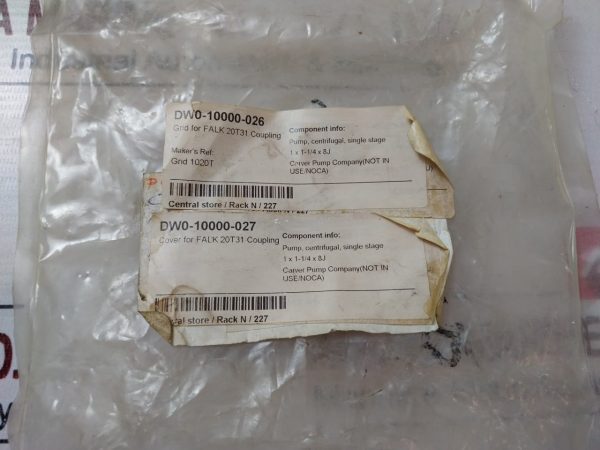 DW0-10000-026
Grid for FALK 20T31 Coupling
Maker's Ref:
Grid 1020T
Component info:
Pump, centrifugal, single stage
1 x 1-1/4 x 8J
Carver Pump Company(NOT IN
USE/NOCA)
Central store / Rack N / 227
DW0-10000-027
Cover for FALK 20T31 Coupling
Component info:
Pump, centrifugal, single stage
1 x 1-1/4 x 8J
Carver Pump Company(NOT IN
USE/NOCA)
ral store / Rack N / 227